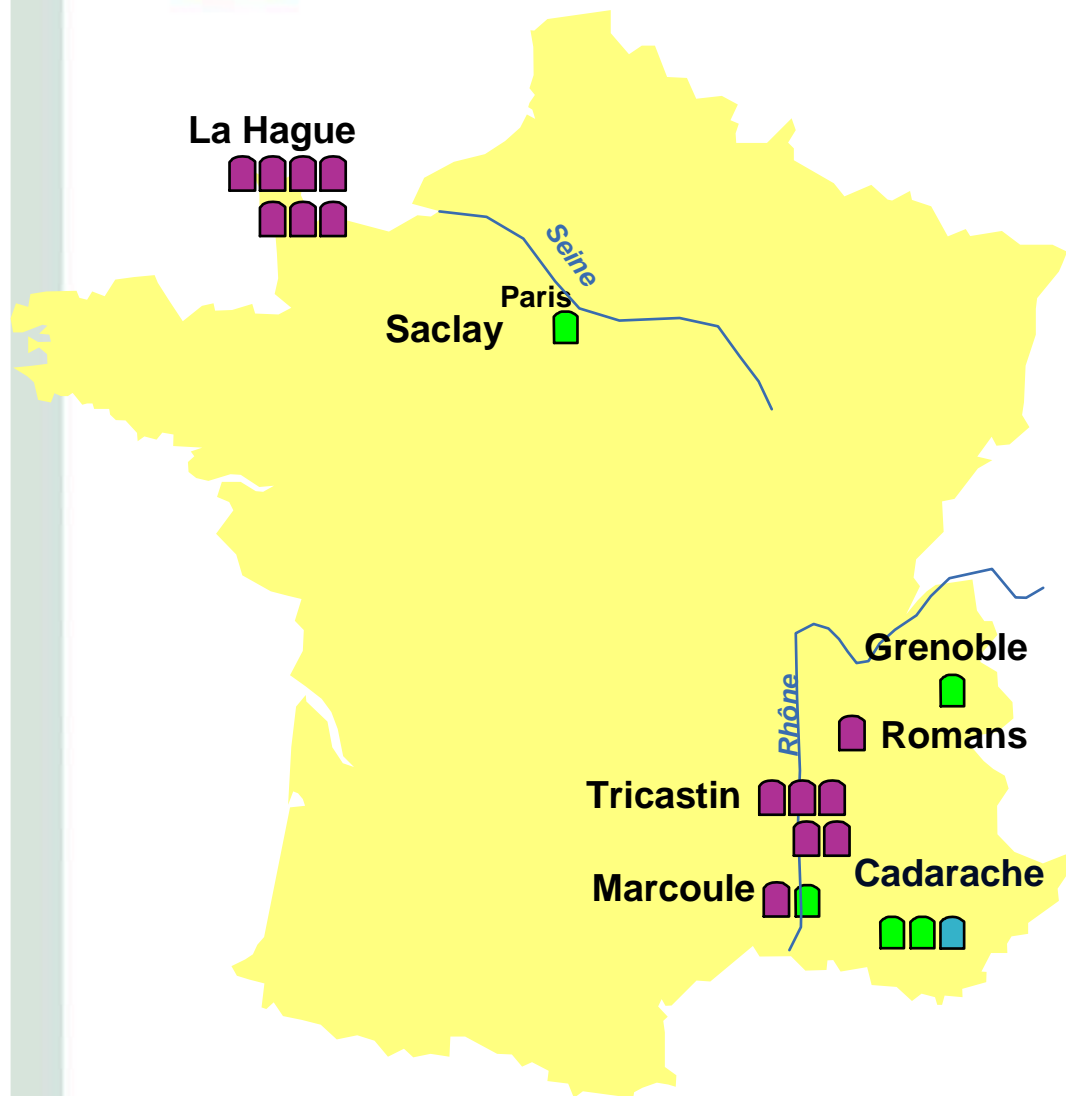 La Hague
Seine
Paris
Saclay
Grenoble
Rhône
Romans
Tricastin
Cadarache
Marcoule